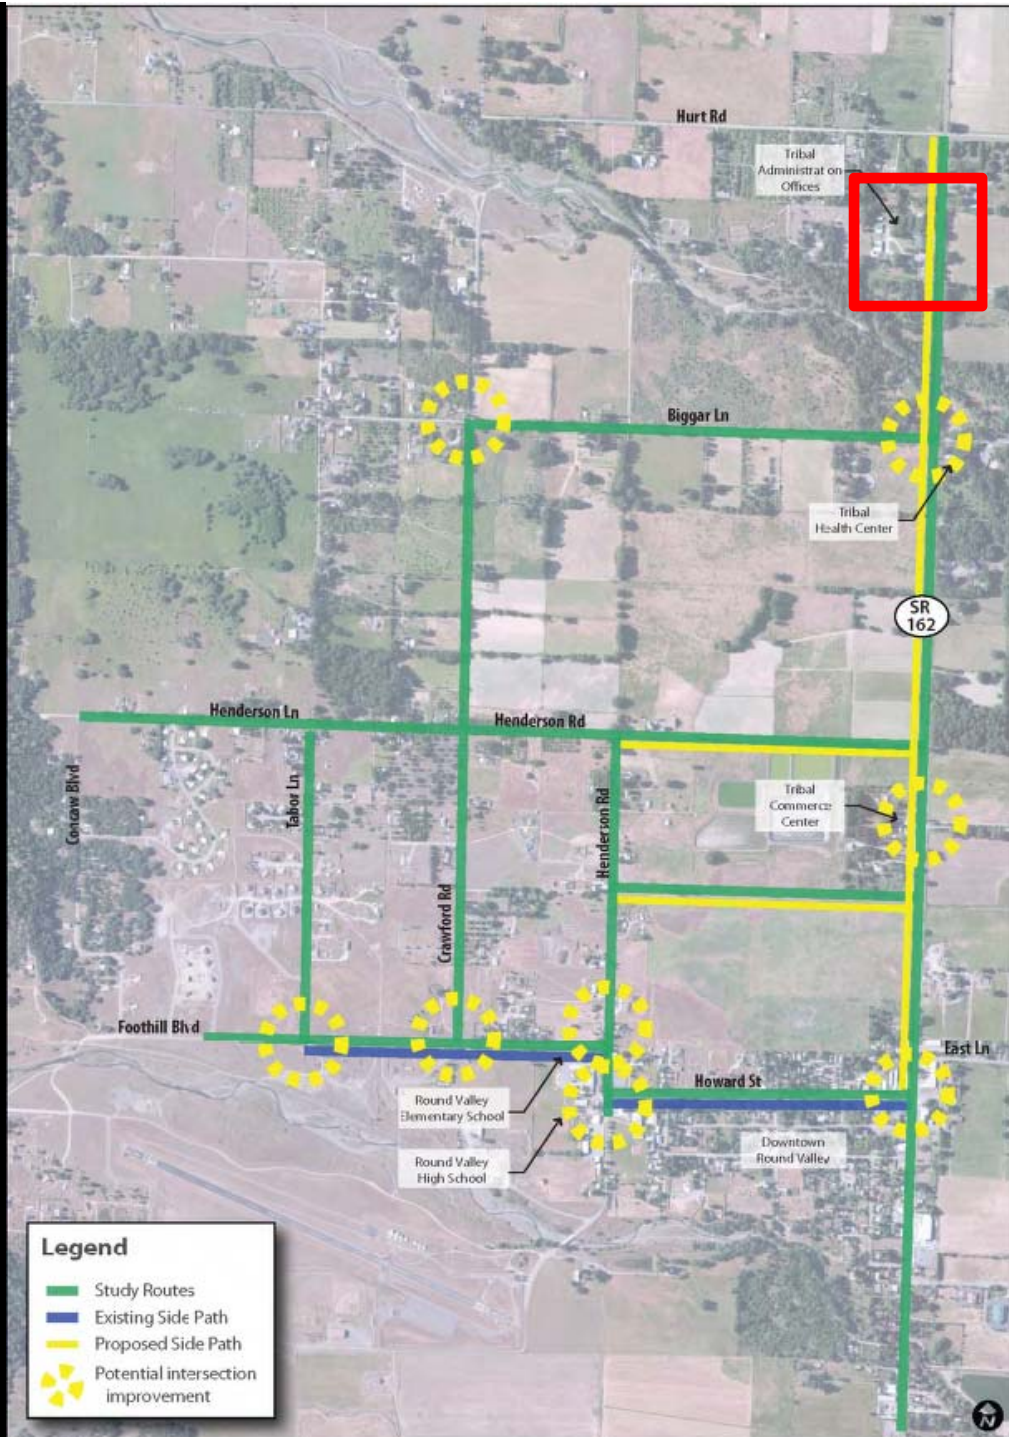 Hurt Rd
Tribal
Administration
Offices
Biggar Ln
Tribal
Health Center
SR
162
Henderson Ln
Henderson Rd
Concaw Blvd
Tabor Ln
Crawford Rd
Henderson Rd
Tribal
Commerce
Center
Foothill Blvd
East Ln
Howard St
Round Valley
Elementary School
Round Valley
High School
Downtown
Round Valley
Legend
Study Routes
Existing Side Path
Proposed Side Path
Potential intersection
improvement
N